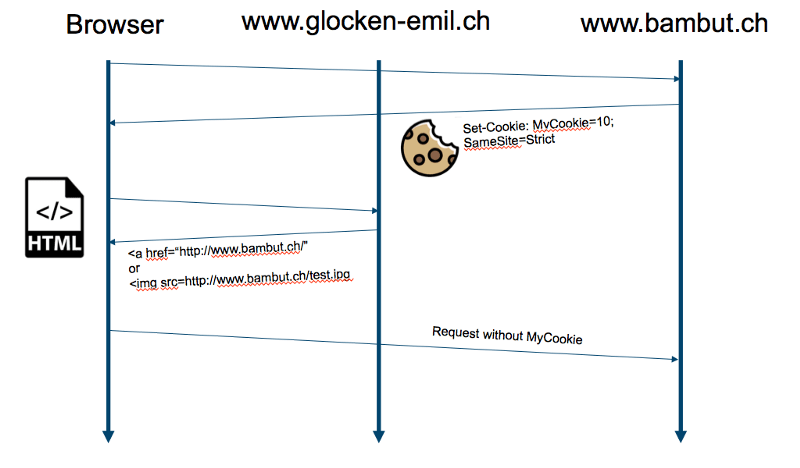 Browser
www.glocken-emil.ch
www.bambut.ch
Set-Cookie: MyCookie=10;
SameSite=Strict
</>
HTML
<a href=“http://www.bambut.ch/”
or
<img src=http://www.bambut.ch/test.jpg
Request without MyCookie